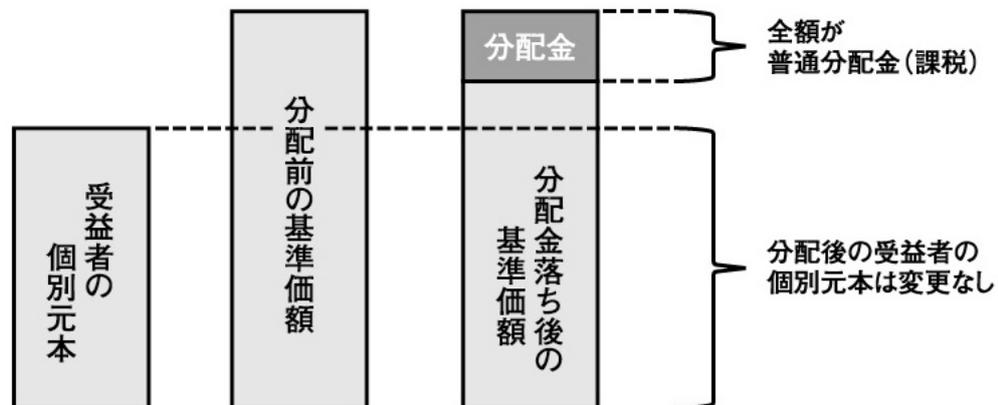 受益者の
個別元本
分配前の基準価額
分配金
分配金落ち後の
基準価額
全額が
普通分配金(課税)
分配後の受益者の
個別元本は変更なし